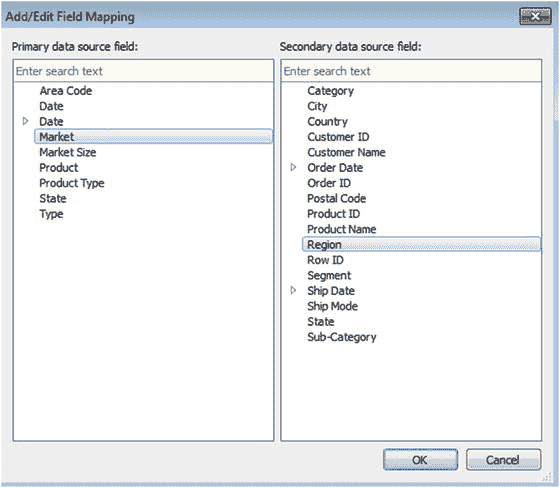 Add/Edit Field Mapping
Primary data source field:
Enter search text
Area Code
Date
Date
Market
Market Size
Product
Product Type
State
Type
Secondary data source field:
Enter search text
Category
City
Country
Customer ID
Customer Name
Order Date
Order ID
Postal Code
Product ID
Product Name
Region
Row ID
Segment
Ship Date
Ship Mode
State
Sub-Category
OK
Cancel